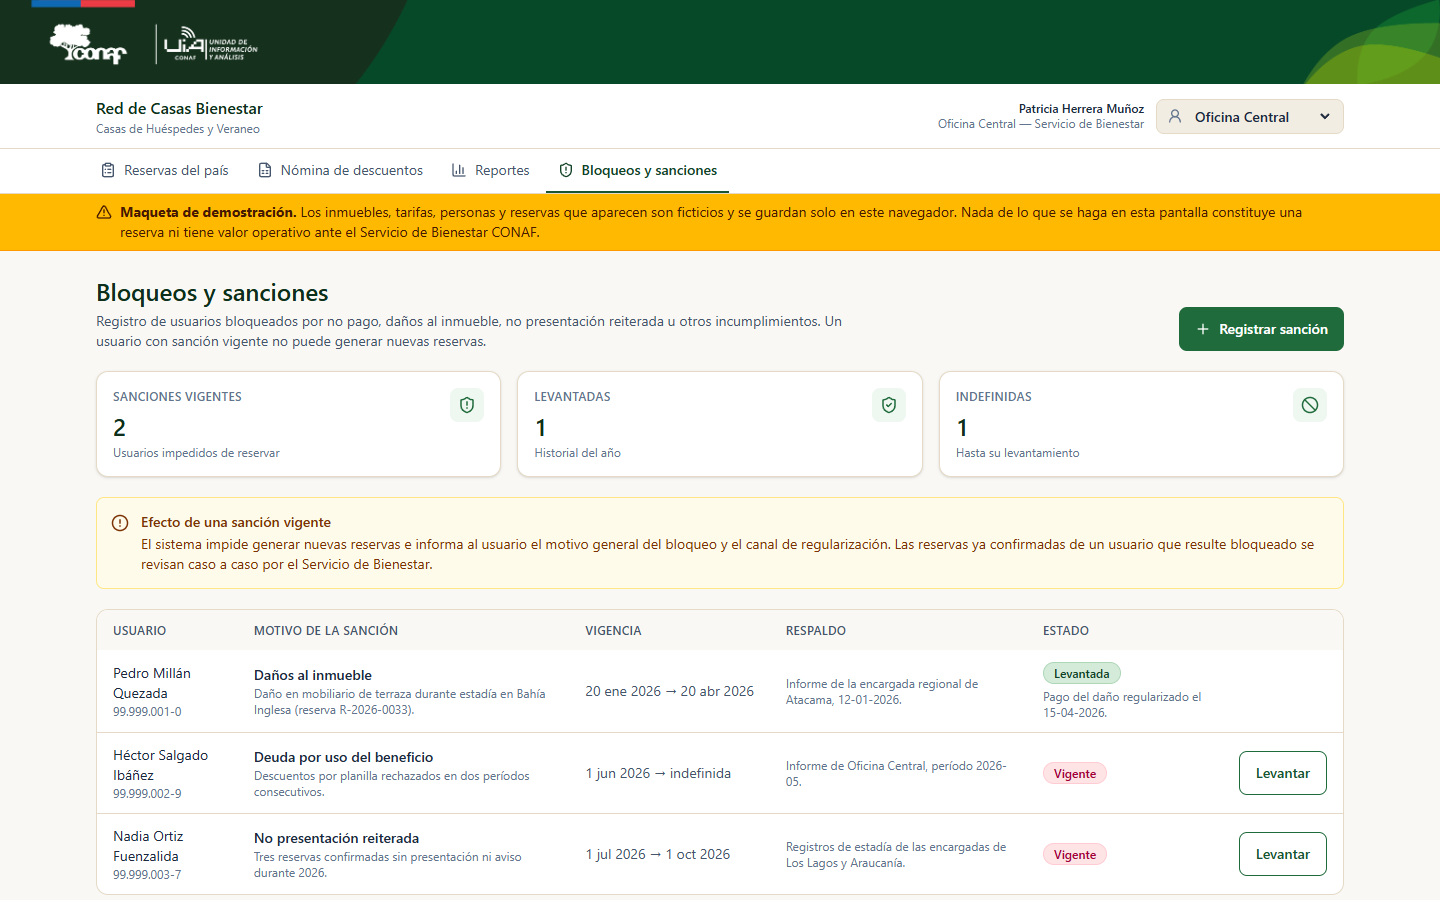 conaf
UIA
CONAF
UNIDAD DE
INFORMACIÓN
Y ANÁLISIS
Red de Casas Bienestar
Casas de Huéspedes y Veraneo
Patricia Herrera Muñoz
Oficina Central — Servicio de Bienestar
Oficina Central
Reservas del país
Nómina de descuentos
Reportes
Bloqueos y sanciones
Maqueta de demostración. Los inmuebles, tarifas, personas y reservas que aparecen son ficticios y se guardan solo en este navegador. Nada de lo que se haga en esta pantalla constituye una
reserva ni tiene valor operativo ante el Servicio de Bienestar CONAF.
Bloqueos y sanciones
Registro de usuarios bloqueados por no pago, daños al inmueble, no presentación reiterada u otros incumplimientos. Un
usuario con sanción vigente no puede generar nuevas reservas.
Registrar sanción
SANCIONES VIGENTES
2
Usuarios impedidos de reservar
LEVANTADAS
1
Historial del año
INDEFINIDAS
1
Hasta su levantamiento
Efecto de una sanción vigente
El sistema impide generar nuevas reservas e informa al usuario el motivo general del bloqueo y el canal de regularización. Las reservas ya confirmadas de un usuario que resulte bloqueado se
revisan caso a caso por el Servicio de Bienestar.
USUARIO
MOTIVO DE LA SANCIÓN
VIGENCIA
RESPALDO
ESTADO
Pedro Millán
Quezada
99.999.001-0
Daños al inmueble
Daño en mobiliario de terraza durante estadía en Bahía
Inglesa (reserva R-2026-0033).
20 ene 2026 → 20 abr 2026
Informe de la encargada regional de
Atacama, 12-01-2026.
Levantada
Pago del daño regularizado el
15-04-2026.
Héctor Salgado
Ibáñez
99.999.002-9
Deuda por uso del beneficio
Descuentos por planilla rechazados en dos períodos
consecutivos.
1 jun 2026 → indefinida
Informe de Oficina Central, período 2026-
05.
Vigente
Levantar
Nadia Ortiz
Fuenzalida
99.999.003-7
No presentación reiterada
Tres reservas confirmadas sin presentación ni aviso
durante 2026.
1 jul 2026 → 1 oct 2026
Registros de estadía de las encargadas de
Los Lagos y Araucanía.
Vigente
Levantar